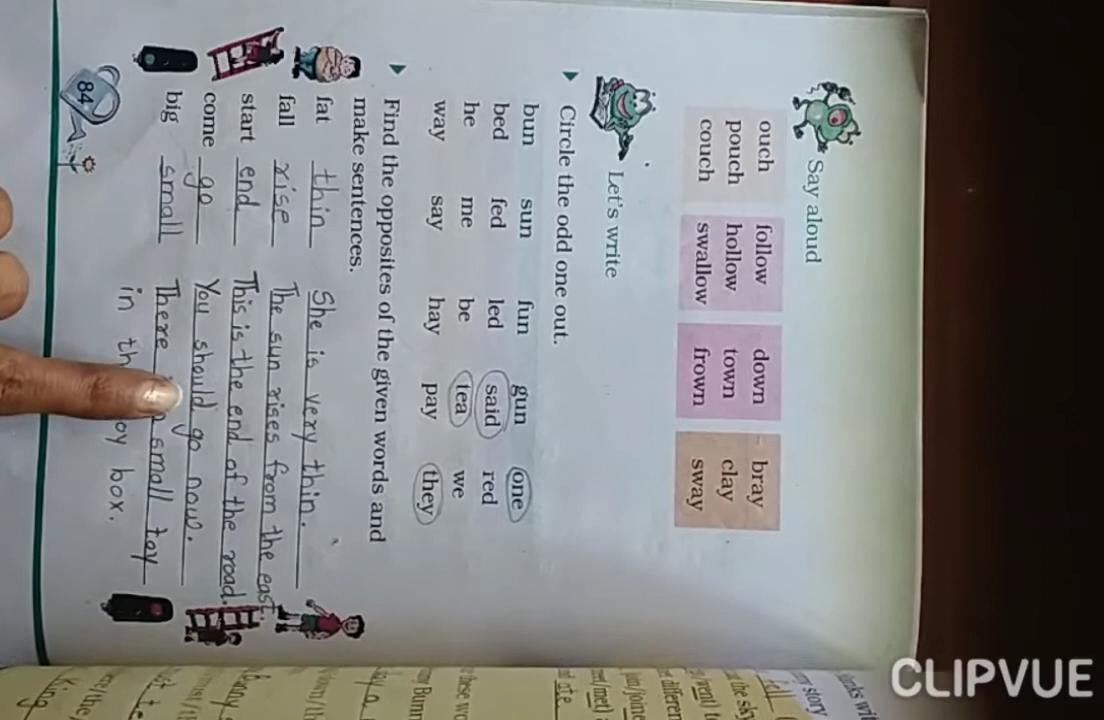 Say aloud
ouch follow down bray
pouch hollow town clay
couch swallow frown sway
Let's write
Circle the odd one out.
bun sun fun gun one
bed fed led said red
he me be tea we
way say hay pay they
Find the opposites of the given words and
make sentences.
fat thin She is very thin.
fall rise The sun rises from the east.
start end This is the end of the road.
come go You should go now.
big small There small toy
in box.
84
CLIPVUE